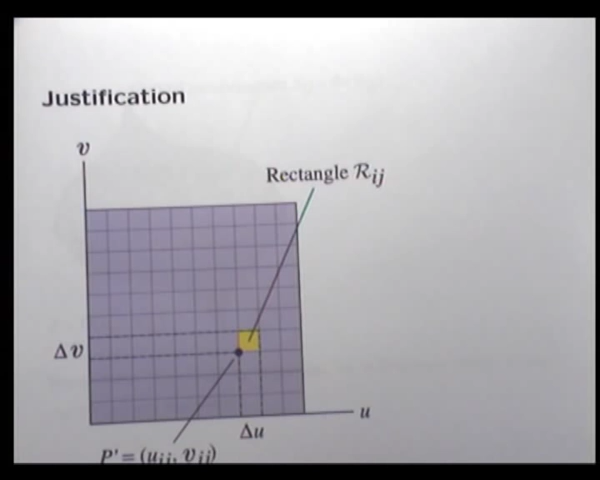 Justification
v
Rectangle ℛij
Δv
u
Δu
P' = (uij, vij)